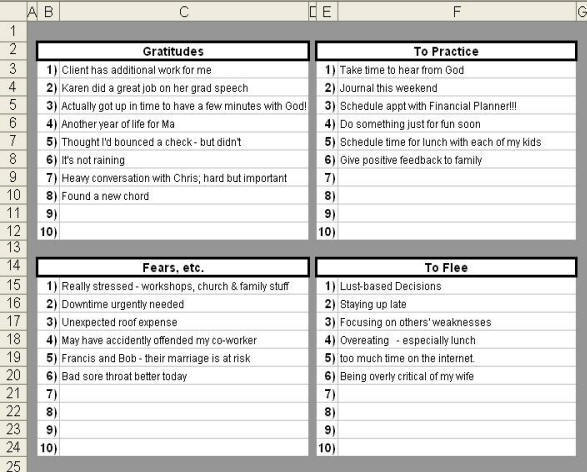 A B C D E F G
1
2 Gratitudes To Practice
3 1) Client has additional work for me 1) Take time to hear from God
4 2) Karen did a great job on her grad speech 2) Journal this weekend
5 3) Actually got up in time to have a few minutes with God! 3) Schedule appt with Financial Planner!!!
6 4) Another year of life for Ma 4) Do something just for fun soon
7 5) Thought I'd bounced a check - but didn't 5) Schedule time for lunch with each of my kids
8 6) It's not raining 6) Give positive feedback to family
9 7) Heavy conversation with Chris; hard but important 7)
10 8) Found a new chord 8)
11 9) 9)
12 10) 10)
13
14 Fears, etc. To Flee
15 1) Really stressed - workshops, church & family stuff 1) Lust-based Decisions
16 2) Downtime urgently needed 2) Staying up late
17 3) Unexpected roof expense 3) Focusing on others' weaknesses
18 4) May have accidently offended my co-worker 4) Overeating - especially lunch
19 5) Francis and Bob - their marriage is at risk 5) too much time on the internet.
20 6) Bad sore throat better today 6) Being overly critical of my wife
21 7) 7)
22 8) 8)
23 9) 9)
24 10) 10)
25